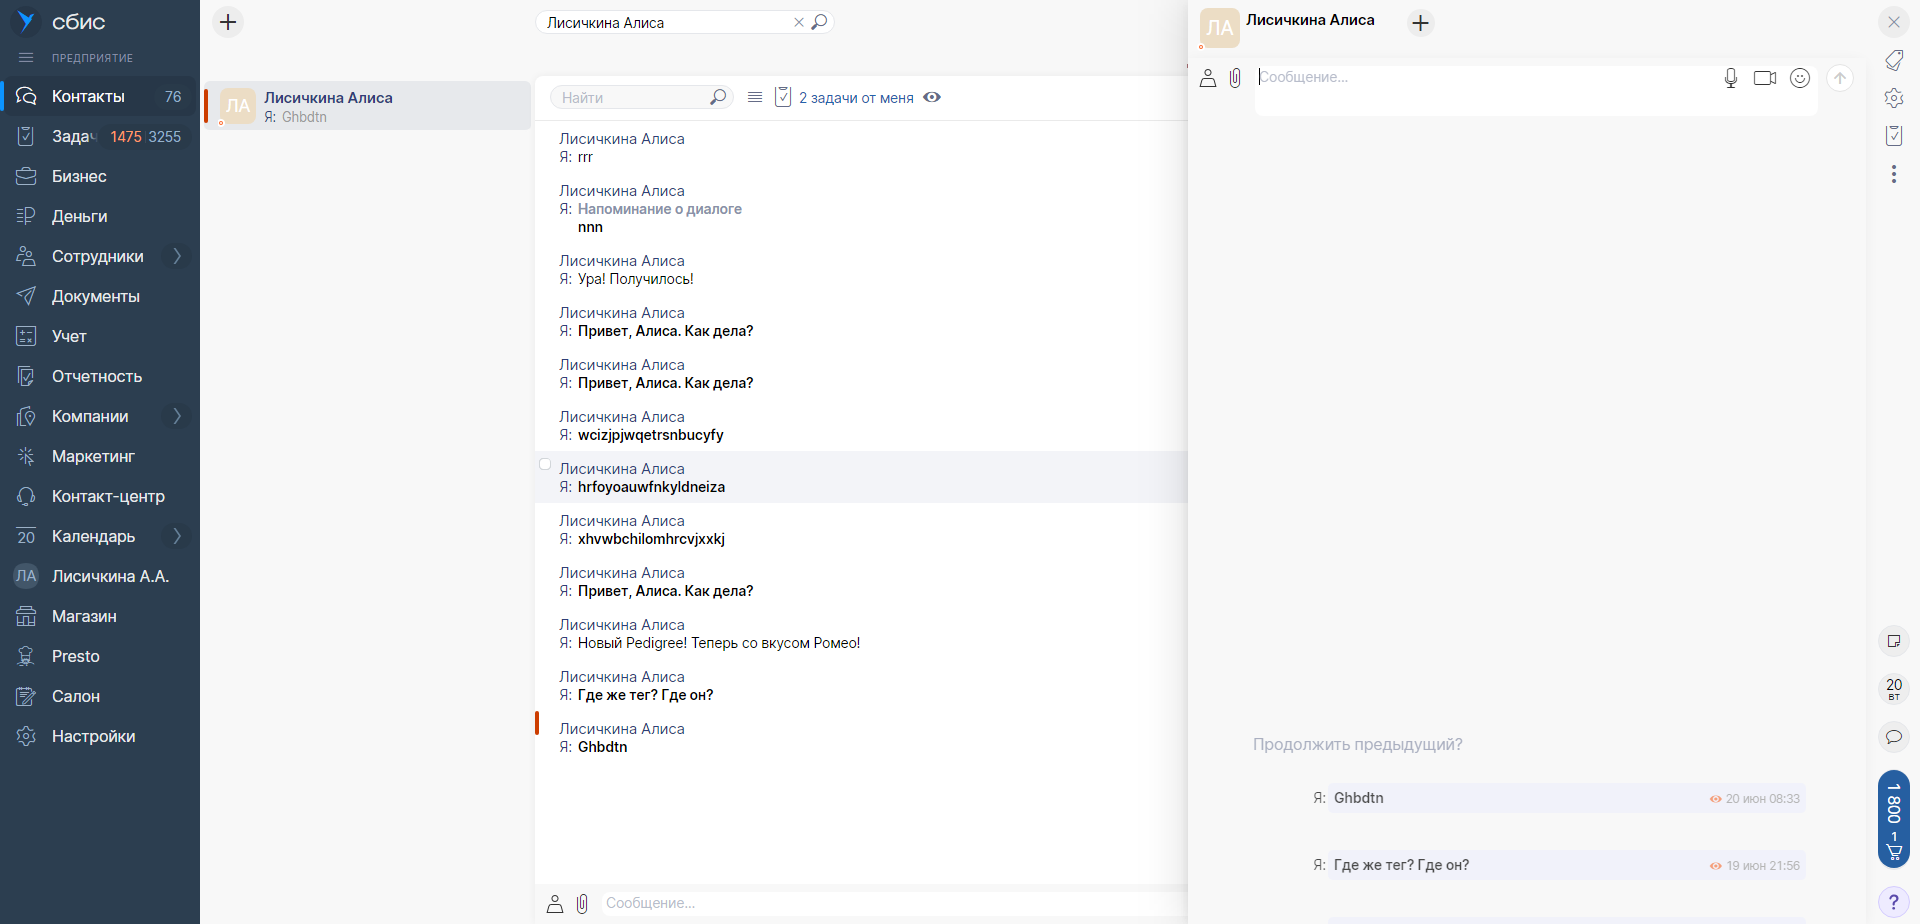 сбис
ПРЕДПРИЯТИЕ
Контакты 76
Задач 1475 3255
Бизнес
Деньги
Сотрудники
Документы
Учет
Отчетность
Компании
Маркетинг
Контакт-центр
20 Календарь
ЛА Лисичкина А.А.
Магазин
Presto
Салон
Настройки
Лисичкина Алиса
ЛА Лисичкина Алиса
Я: Ghbdtn
Найти
2 задачи от меня
Лисичкина Алиса
Я: rrr
Лисичкина Алиса
Я: Напоминание о диалоге
nnn
Лисичкина Алиса
Я: Ура! Получилось!
Лисичкина Алиса
Я: Привет, Алиса. Как дела?
Лисичкина Алиса
Я: Привет, Алиса. Как дела?
Лисичкина Алиса
Я: wcizjpjwqetrsnbucyfy
Лисичкина Алиса
Я: hrfoyoauwfnkyldneiza
Лисичкина Алиса
Я: xhvwbchilomhrcvjxxkj
Лисичкина Алиса
Я: Привет, Алиса. Как дела?
Лисичкина Алиса
Я: Новый Pedigree! Теперь со вкусом Ромео!
Лисичкина Алиса
Я: Где же тег? Где он?
Лисичкина Алиса
Я: Ghbdtn
Сообщение...
ЛА Лисичкина Алиса
Сообщение...
Продолжить предыдущий?
Я: Ghbdtn 20 июн 08:33
Я: Где же тег? Где он? 19 июн 21:56
20
ВТ
1 800
1
?